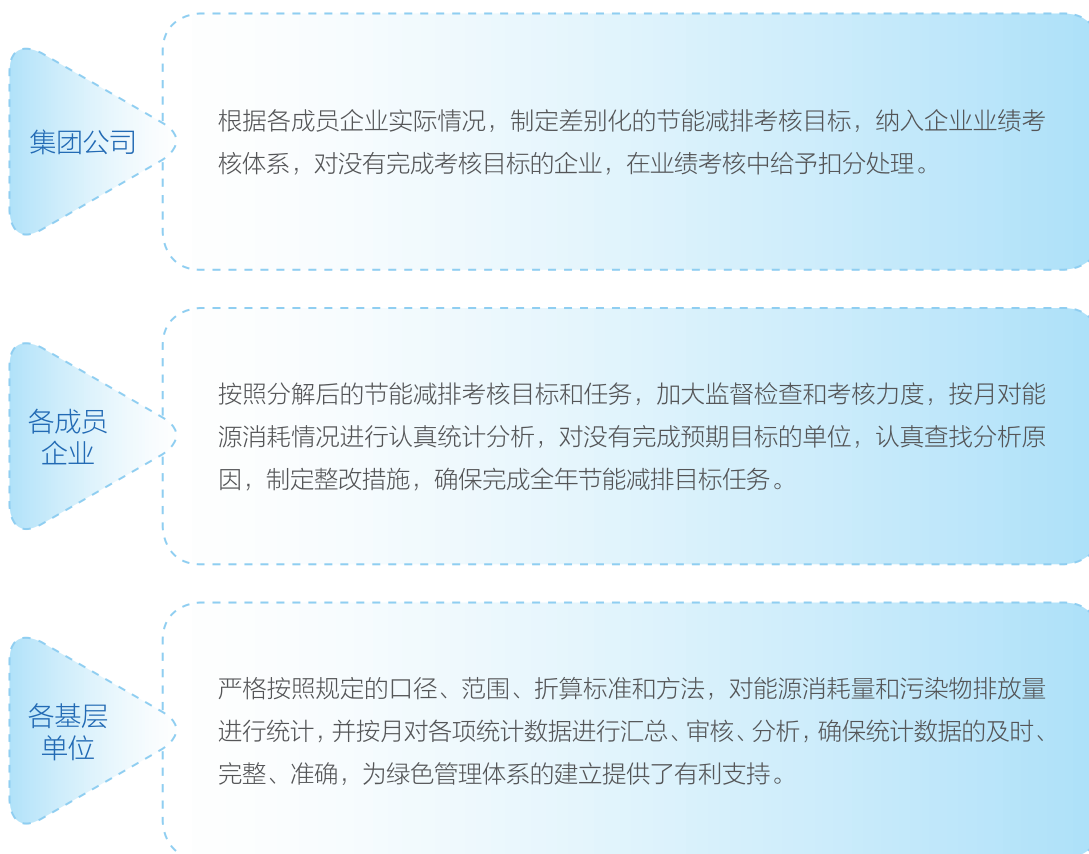 集团公司
根据各成员企业实际情况，制定差别化的节能减排考核目标，纳入企业业绩考
核体系，对没有完成考核目标的企业，在业绩考核中给予扣分处理。
各成员
企业
按照分解后的节能减排考核目标和任务，加大监督检查和考核力度，按月对能
源消耗情况进行认真统计分析，对没有完成预期目标的单位，认真查找分析原
因，制定整改措施，确保完成全年节能减排目标任务。
各基层
单位
严格按照规定的口径、范围、折算标准和方法，对能源消耗量和污染物排放量
进行统计，并按月对各项统计数据进行汇总、审核、分析，确保统计数据的及时、
完整、准确，为绿色管理体系的建立提供了有利支持。